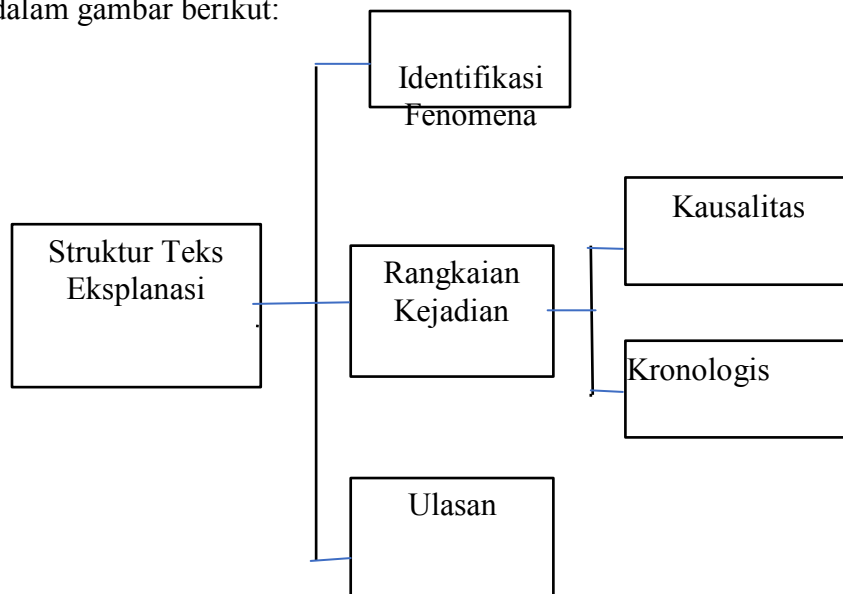 dalam gambar berikut:
Identifikasi
Fenomena
Struktur Teks
Eksplanasi
Rangkaian
Kejadian
Kausalitas
Kronologis
Ulasan